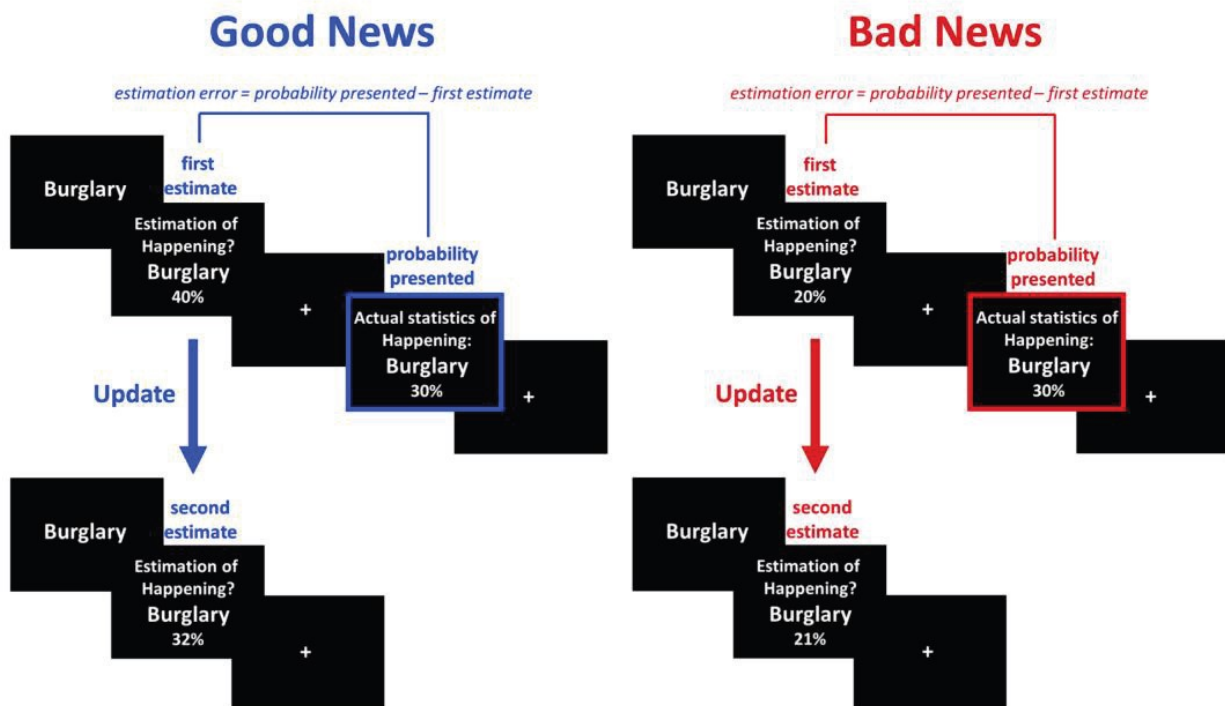 Good News
estimation error = probability presented – first estimate
first
estimate
Burglary
Estimation of
Happening?
Burglary
40%
+
probability
presented
Actual statistics of
Happening:
Burglary
30%
+
Update
second
estimate
Burglary
Estimation of
Happening?
Burglary
32%
+
Bad News
estimation error = probability presented – first estimate
first
estimate
Burglary
Estimation of
Happening?
Burglary
20%
+
probability
presented
Actual statistics of
Happening:
Burglary
30%
+
Update
second
estimate
Burglary
Estimation of
Happening?
Burglary
21%
+